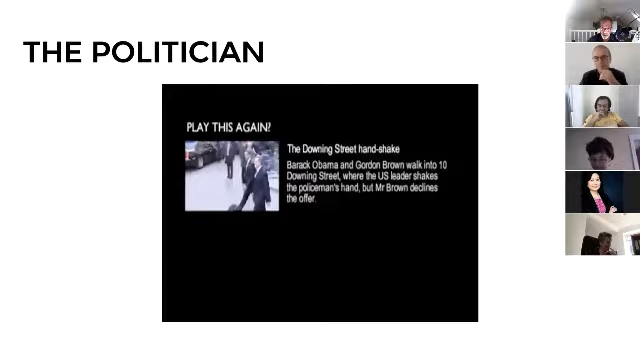 THE POLITICIAN
PLAY THIS AGAIN?
The Downing Street hand-shake
Barack Obama and Gordon Brown walk into 10
Downing Street, where the US leader shakes
the policeman's hand, but Mr Brown declines
the offer.